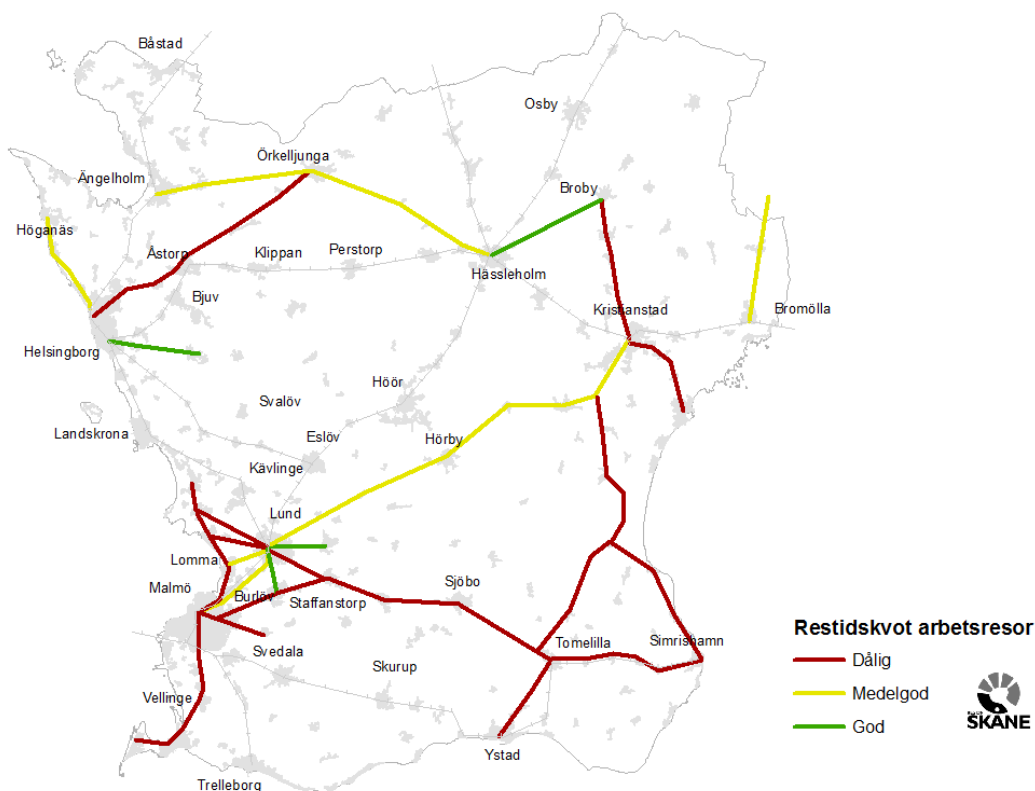 Båstad
Osby
Örkelljunga
Ängelholm
Broby
Höganäs
Åstorp
Klippan
Perstorp
Hässleholm
Bjuv
Kristianstad
Bromölla
Helsingborg
Höör
Svalöv
Landskrona
Eslöv
Hörby
Kävlinge
Lund
Lomma
Malmö
Burlöv
Staffanstorp
Sjöbo
Svedala
Tomelilla
Simrishamn
Skurup
Vellinge
Ystad
Trelleborg
Restidskvot arbetsresor
Dålig
Medelgod
God
SKÅNE